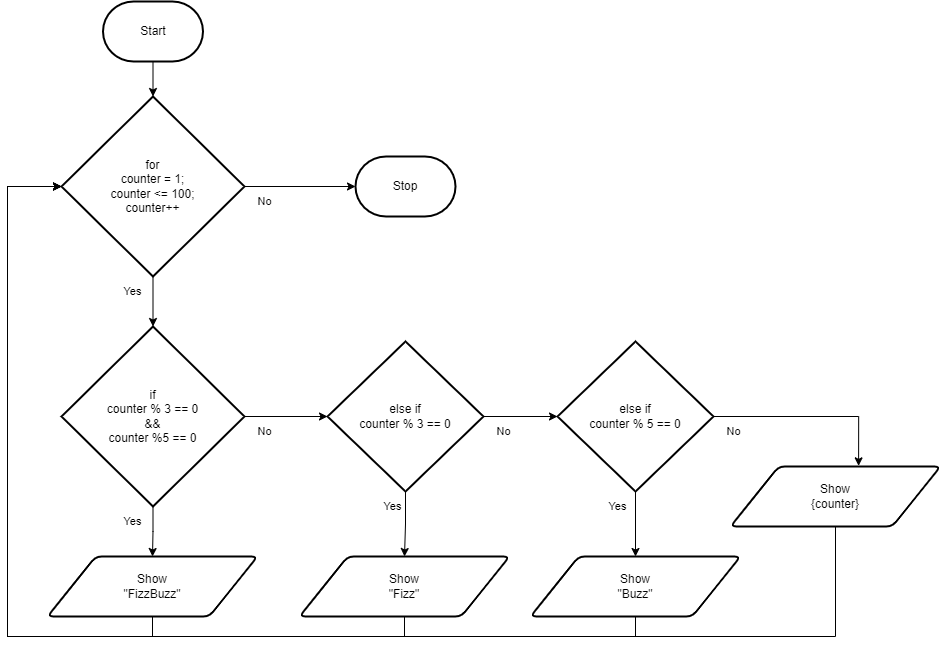 Start
for
counter = 1;
counter <= 100;
counter++
No
Stop
Yes
if
counter % 3 == 0
&&
counter %5 == 0
No
else if
counter % 3 == 0
No
else if
counter % 5 == 0
No
Yes
Yes
Yes
Show
{counter}
Show
"FizzBuzz"
Show
"Fizz"
Show
"Buzz"